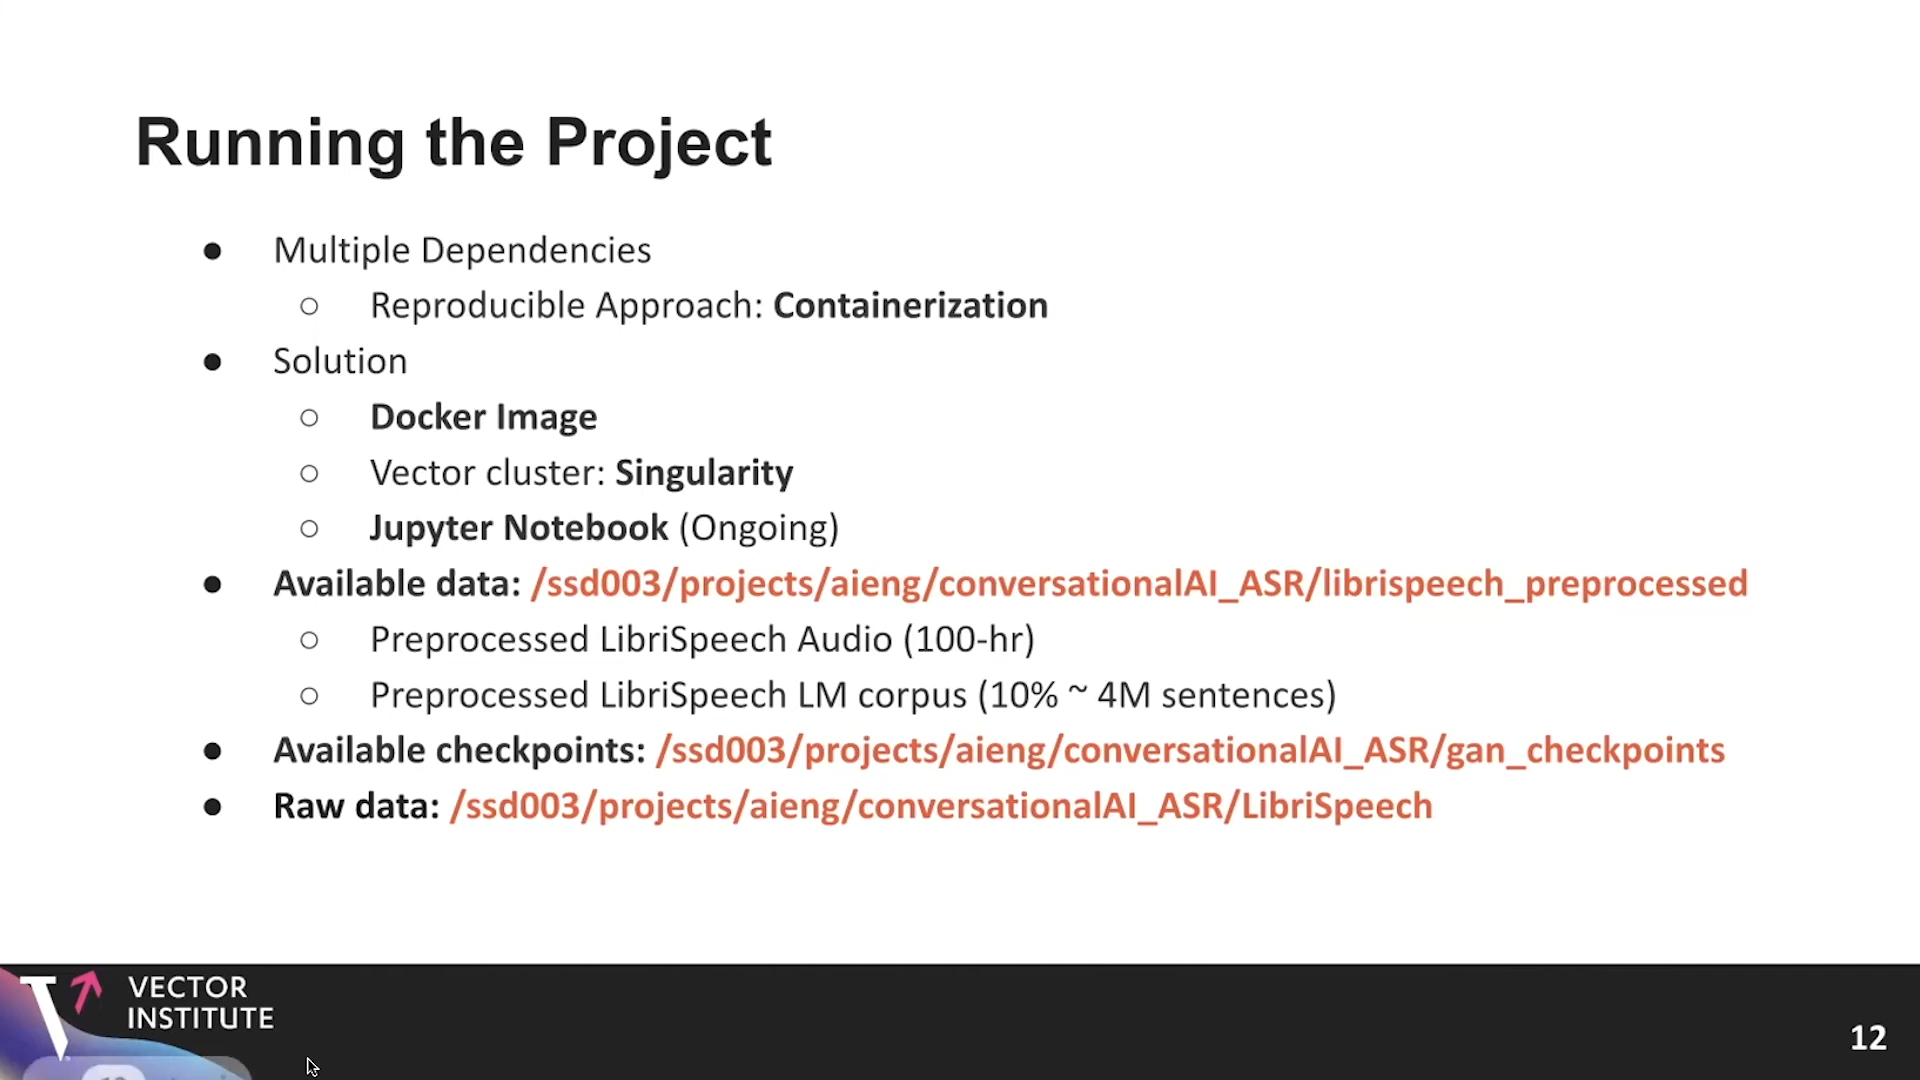 Running the Project
● Multiple Dependencies
○ Reproducible Approach: Containerization
● Solution
○ Docker Image
○ Vector cluster: Singularity
○ Jupyter Notebook (Ongoing)
● Available data: /ssd003/projects/aieng/conversationalAI_ASR/librispeech_preprocessed
○ Preprocessed LibriSpeech Audio (100-hr)
○ Preprocessed LibriSpeech LM corpus (10% ~ 4M sentences)
● Available checkpoints: /ssd003/projects/aieng/conversationalAI_ASR/gan_checkpoints
● Raw data: /ssd003/projects/aieng/conversationalAI_ASR/LibriSpeech
VECTOR
INSTITUTE
12